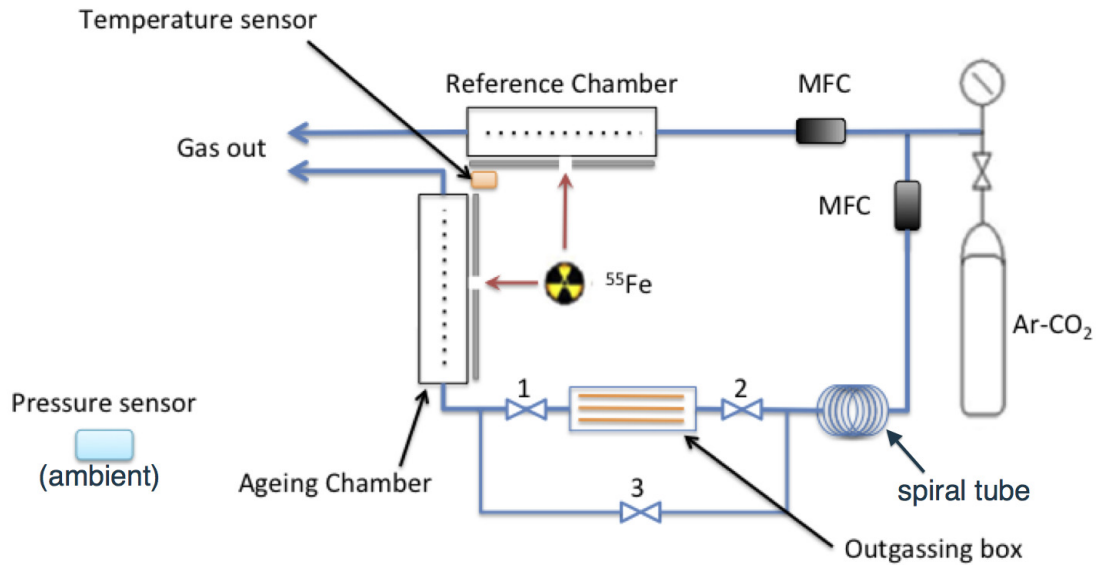 Temperature sensor
Reference Chamber
MFC
Gas out
MFC
⁵⁵Fe
Ar-CO₂
1
2
Pressure sensor
(ambient)
Ageing Chamber
3
spiral tube
Outgassing box